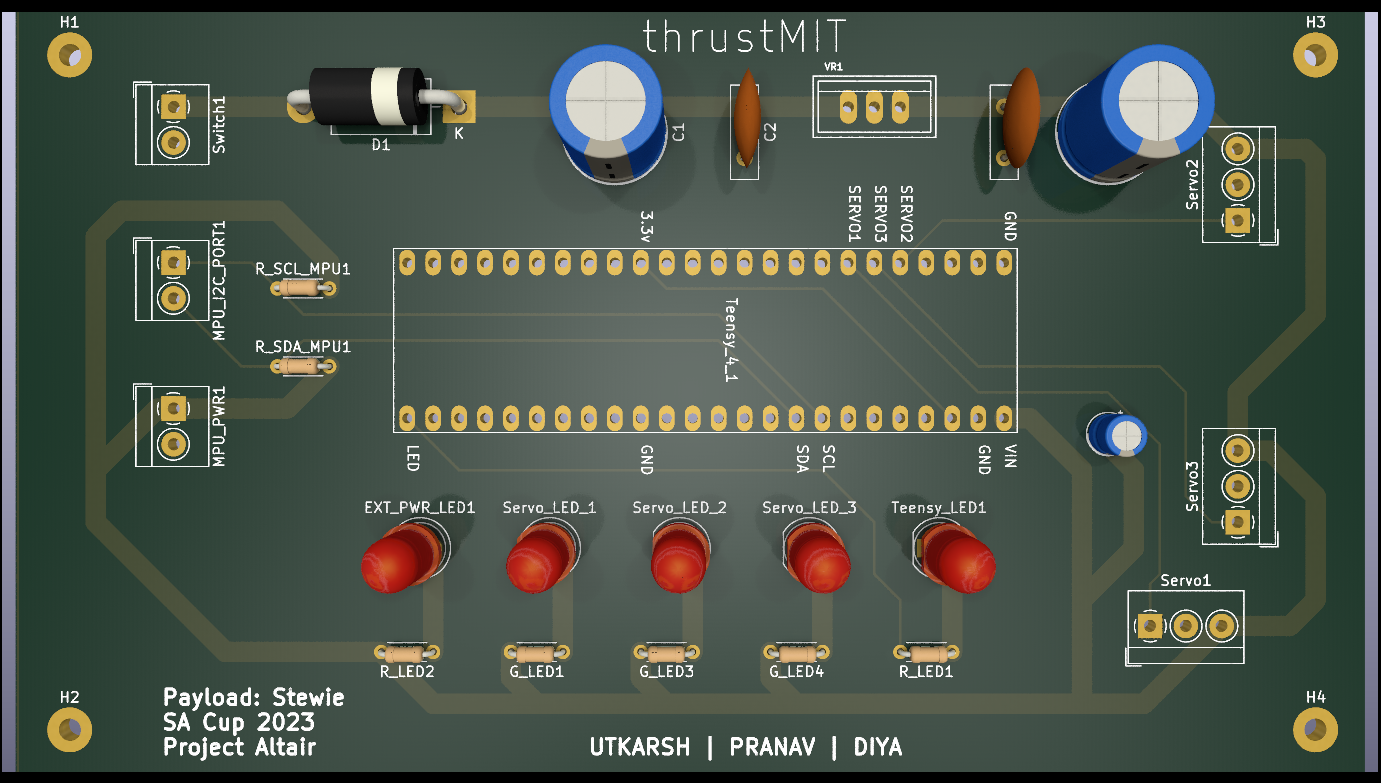 H1
thrustMIT
H3
VR1
Switch1
D1
K
C1
C2
Servo2
MPU_I2C_PORT1
R_SCL_MPU1
3.3v
SERVO1
SERVO3
SERVO2
GND
R_SDA_MPU1
Teensy_4_1
MPU_PWR1
LED
GND
SDA
SCL
GND
VIN
Servo3
EXT_PWR_LED1
Servo_LED_1
Servo_LED_2
Servo_LED_3
Teensy_LED1
Servo1
R_LED2
G_LED1
G_LED3
G_LED4
R_LED1
H2
H4
Payload: Stewie
SA Cup 2023
Project Altair
UTKARSH | PRANAV | DIYA